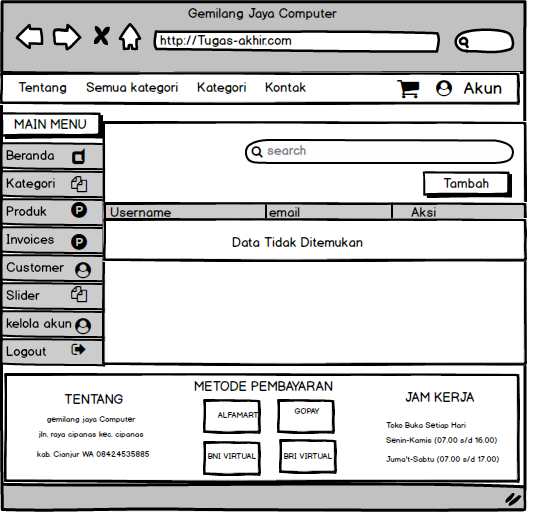 Gemilang Jaya Computer
http://Tugas-akhir.com
Tentang Semua kategori Kategori Kontak Akun
MAIN MENU
Beranda
Kategori
Produk
Invoices
Customer
Slider
kelola akun
Logout
search
Tambah
Username email Aksi
Data Tidak Ditemukan
TENTANG
gemilang jaya Computer
jln. raya cipanas kec. cipanas
kab. Cianjur WA 08424535885
METODE PEMBAYARAN
ALFAMART GOPAY
BNI VIRTUAL BRI VIRTUAL
JAM KERJA
Toko Buka Setiap Hari
Senin-Kamis (07.00 s/d 16.00)
Juma't-Sabtu (07.00 s/d 17.00)